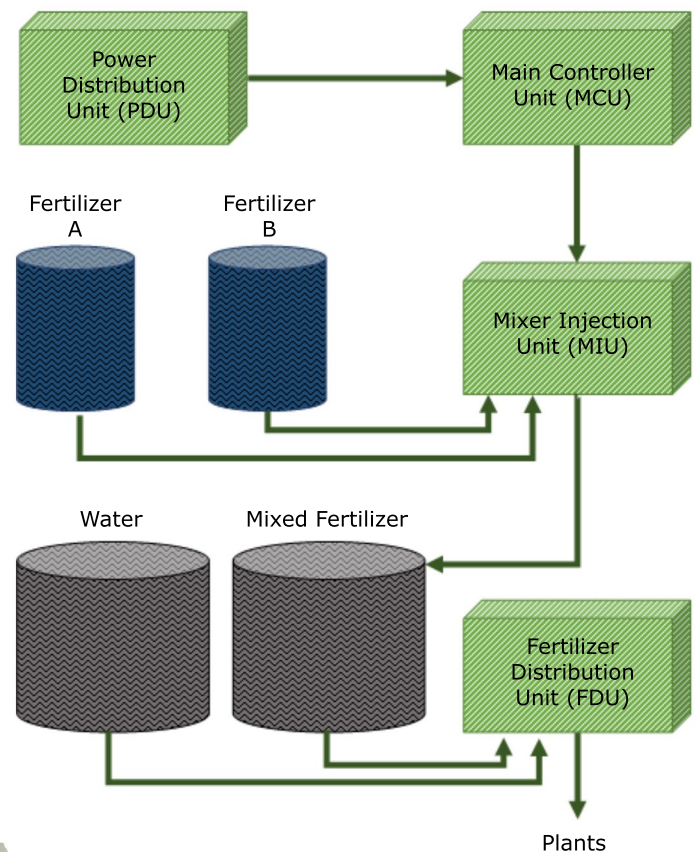 Power
Distribution
Unit (PDU)
Main Controller
Unit (MCU)
Fertilizer
A
Fertilizer
B
Mixer Injection
Unit (MIU)
Water
Mixed Fertilizer
Fertilizer
Distribution
Unit (FDU)
Plants